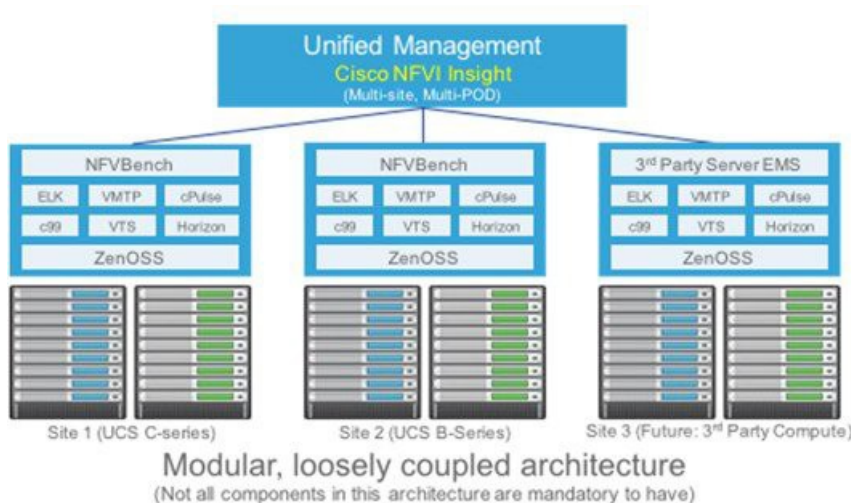 Unified Management
Cisco NFVI Insight
(Multi-site, Multi-POD)
NFVBench
ELK VMTP cPulse
c99 VTS Horizon
ZenOSS
Site 1 (UCS C-series)
NFVBench
ELK VMTP cPulse
c99 VTS Horizon
ZenOSS
Site 2 (UCS B-Series)
3rd Party Server EMS
ELK VMTP cPulse
c99 VTS Horizon
ZenOSS
Site 3 (Future: 3rd Party Compute)
Modular, loosely coupled architecture
(Not all components in this architecture are mandatory to have)